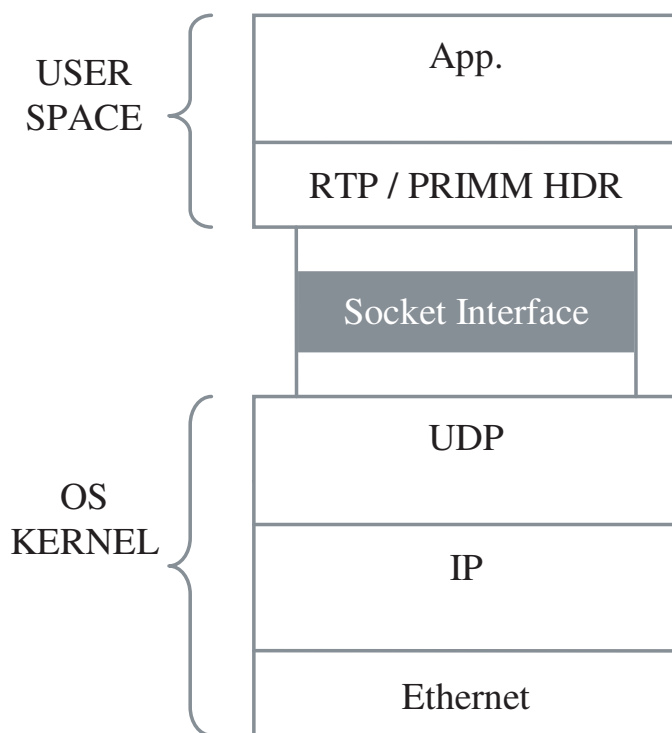 USER
SPACE
App.
RTP / PRIMM HDR
Socket Interface
OS
KERNEL
UDP
IP
Ethernet